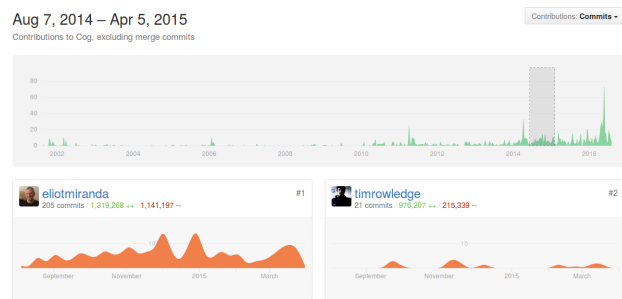 Aug 7, 2014 – Apr 5, 2015
Contributions: Commits
Contributions to Cog, excluding merge commits
80
60
40
20
0
2002 2004 2006 2008 2010 2012 2014 2016
eliotmiranda #1
205 commits / 1,319,268 ++ / 1,141,197 --
10
September November 2015 March
timrowledge #2
21 commits / 976,207 ++ / 215,339 --
10
September November 2015 March